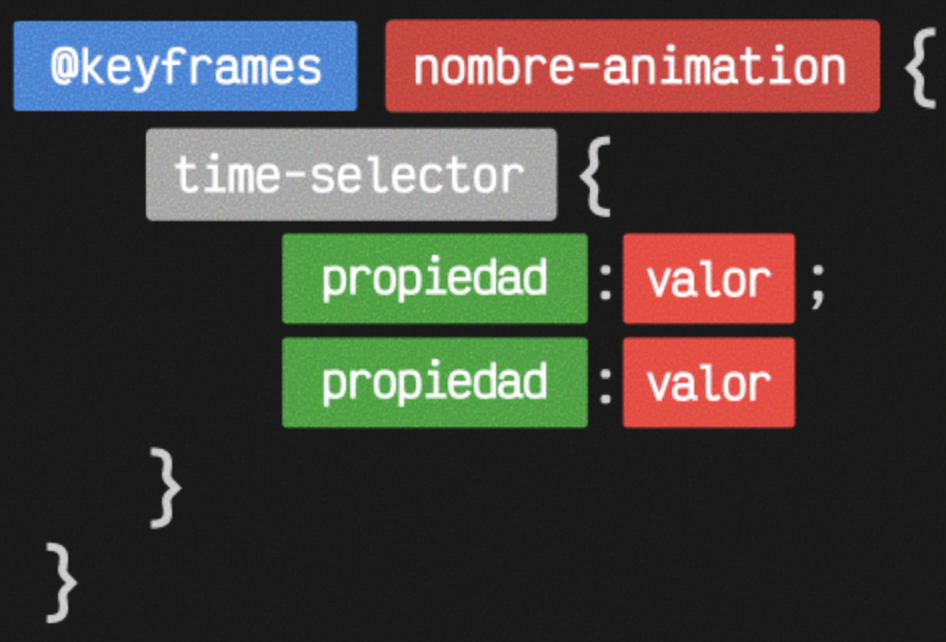 @keyframes nombre-animation {
time-selector {
propiedad : valor ;
propiedad : valor
}
}